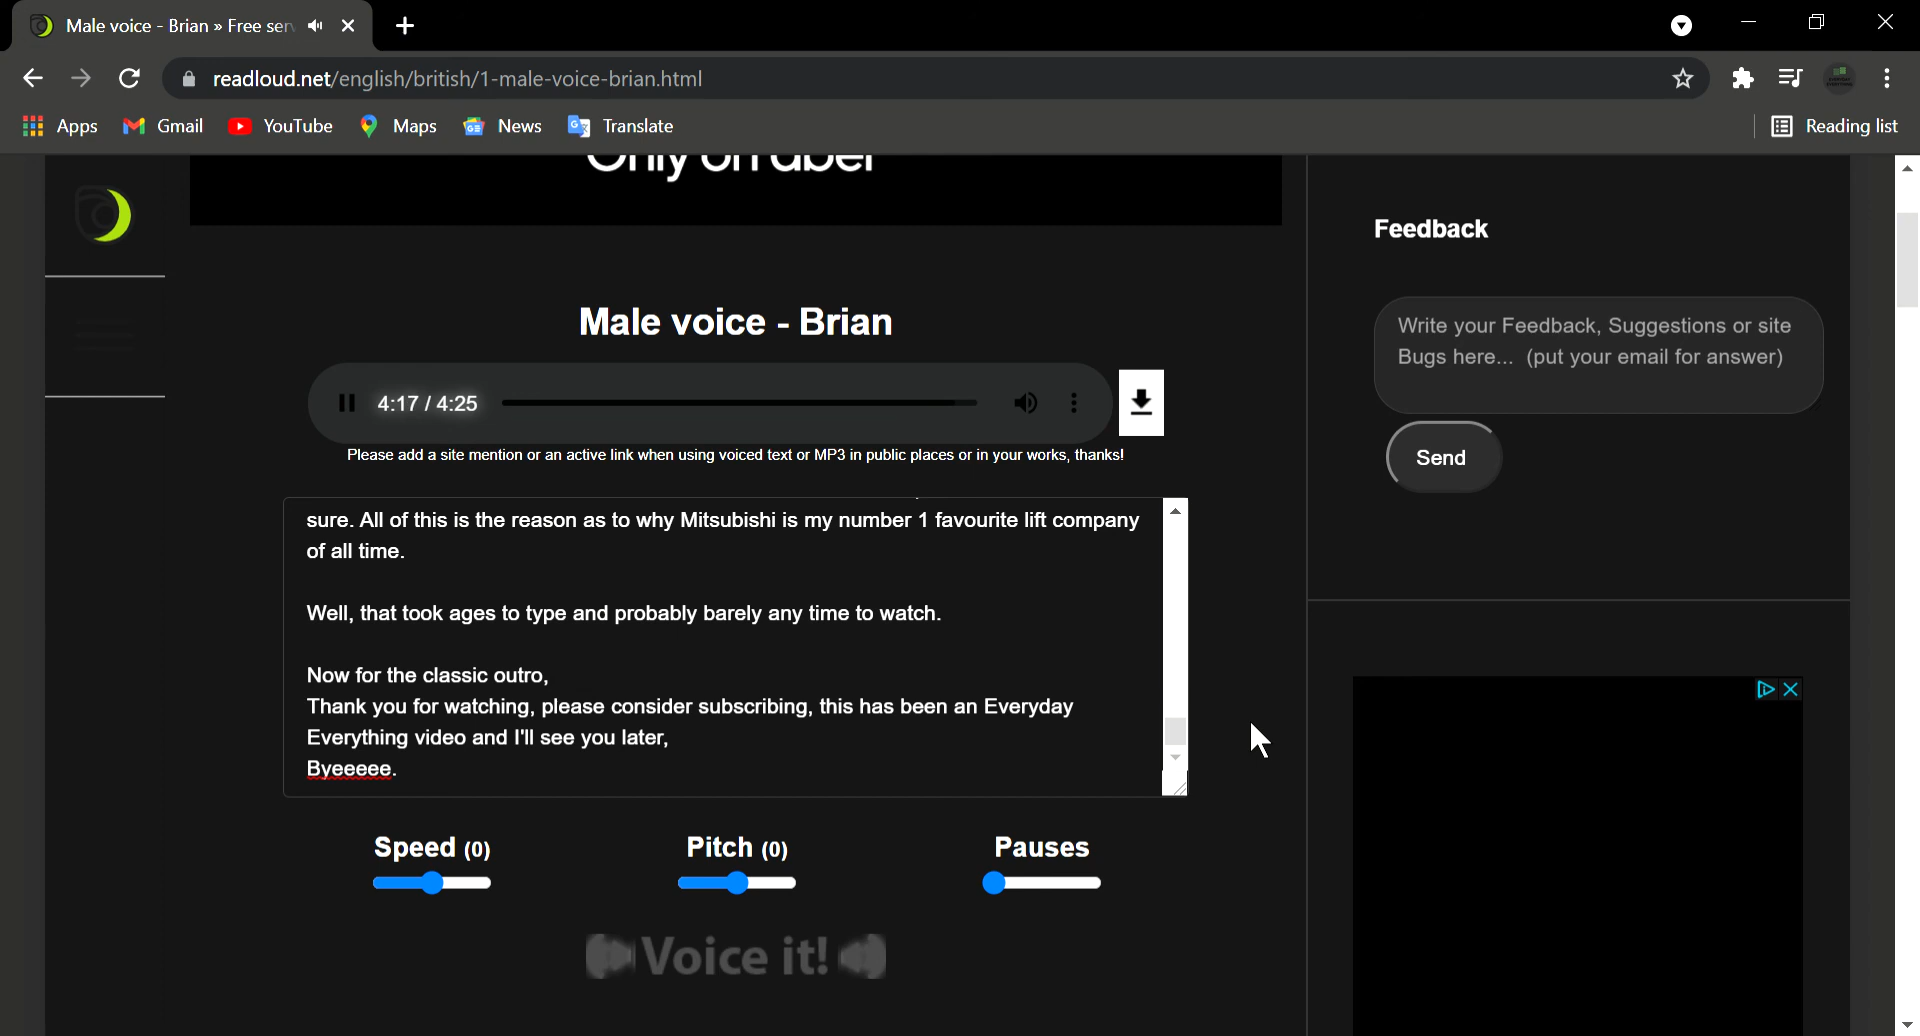 Male voice - Brian » Free ser
readloud.net/english/british/1-male-voice-brian.html
Apps Gmail YouTube Maps News Translate Reading list
Only on uber
Feedback
Write your Feedback, Suggestions or site
Bugs here... (put your email for answer)
Send
Male voice - Brian
4:17 / 4:25
Please add a site mention or an active link when using voiced text or MP3 in public places or in your works, thanks!
sure. All of this is the reason as to why Mitsubishi is my number 1 favourite lift company
of all time.
Well, that took ages to type and probably barely any time to watch.
Now for the classic outro,
Thank you for watching, please consider subscribing, this has been an Everyday
Everything video and I'll see you later,
Byeeeee.
Speed (0) Pitch (0) Pauses
Voice it!